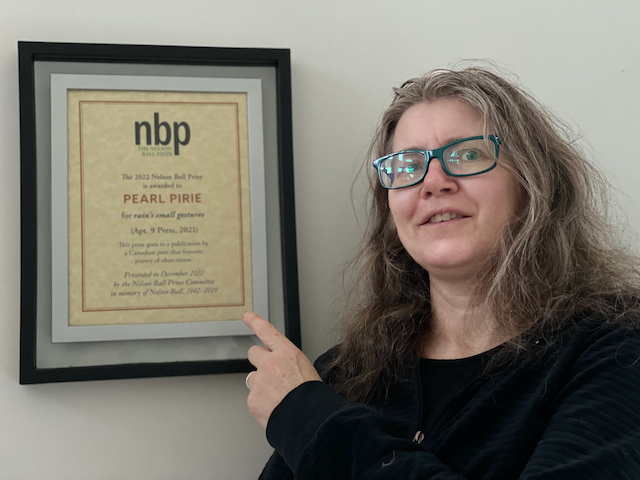 nbp
THE NELSON
BALL PRIZE
The 2022 Nelson Ball Prize
is awarded to
PEARL PIRIE
for rain's small gestures
(Apt. 9 Press, 2021)
This prize goes to a publication by
a Canadian poet that features
poetry of observation.
Presented in December 2022
by the Nelson Ball Prize Committee
in memory of Nelson Ball, 1942-2019